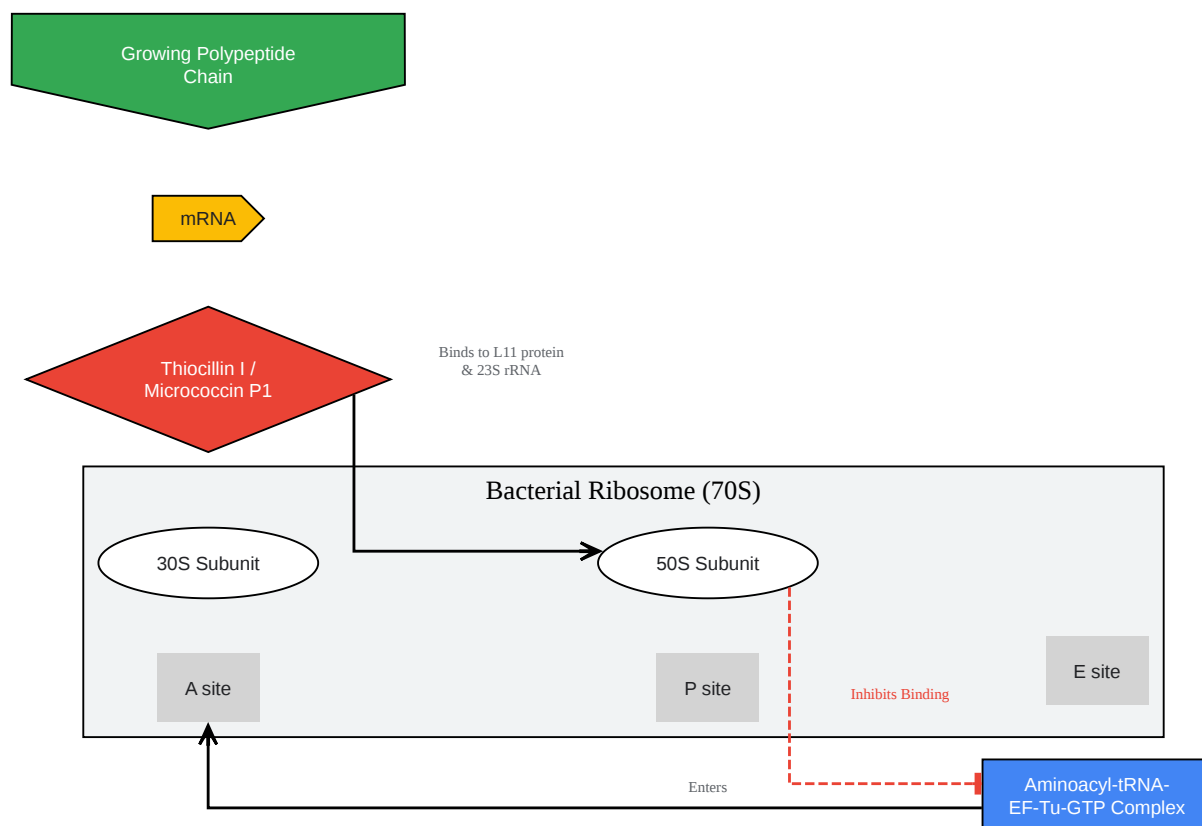 Growing Polypeptide
Chain
mRNA
Thiocillin I /
Micrococcin P1
Binds to L11 protein
& 23S rRNA
Bacterial Ribosome (70S)
30S Subunit
50S Subunit
A site
P site
Inhibits Binding
E site
Enters
Aminoacyl-tRNA-
EF-Tu-GTP Complex